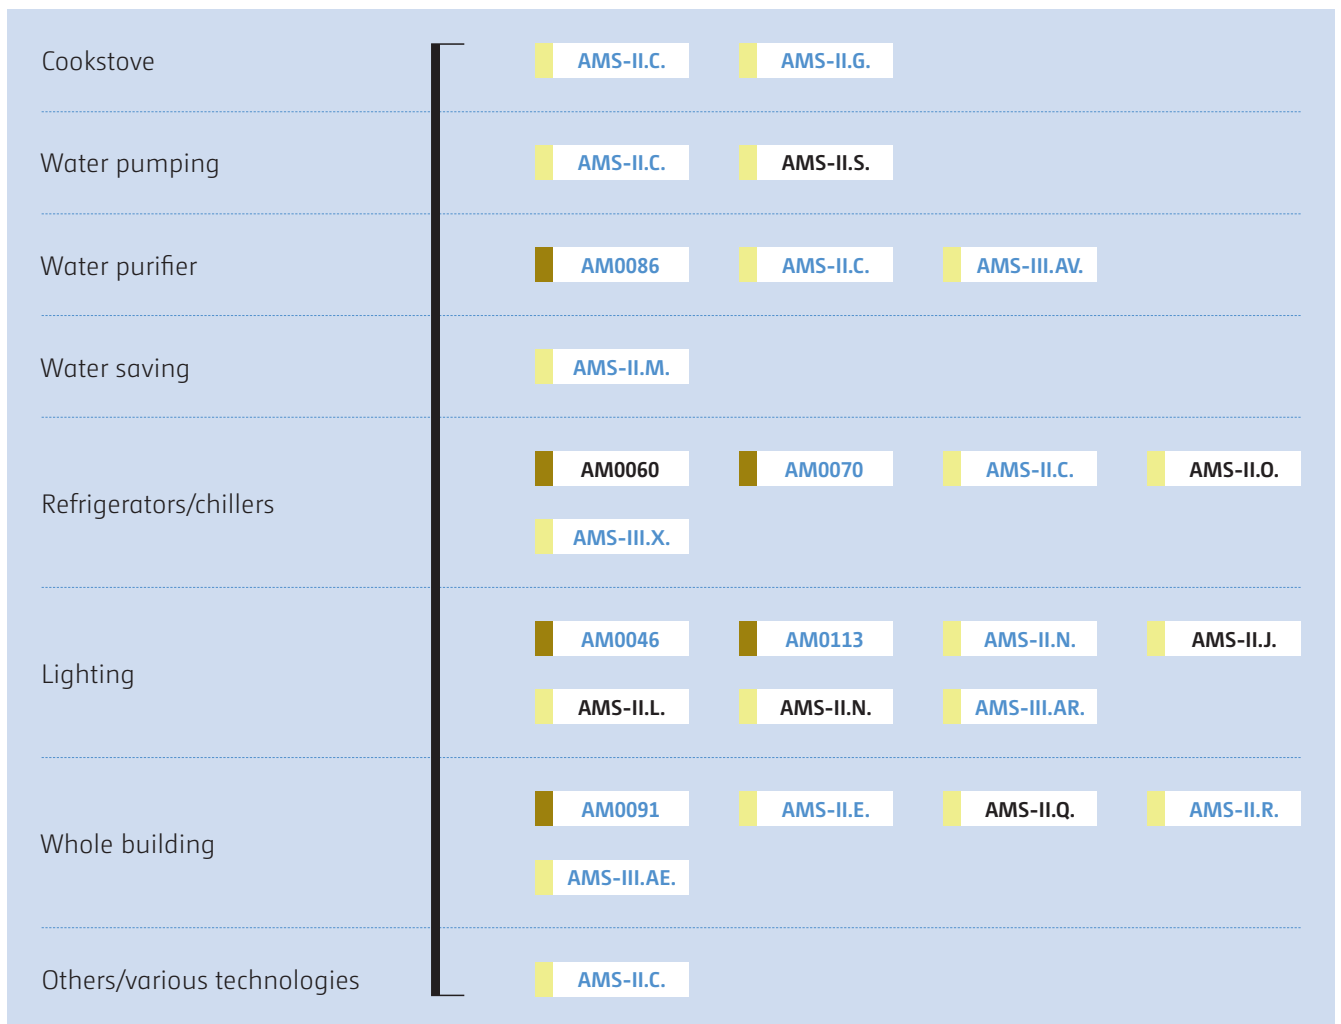 Cookstove AMS-II.C. AMS-II.G.
Water pumping AMS-II.C. AMS-II.S.
Water purifier AM0086 AMS-II.C. AMS-III.AV.
Water saving AMS-II.M.
Refrigerators/chillers
AM0060 AM0070 AMS-II.C. AMS-II.O.
AMS-III.X.
Lighting
AM0046 AM0113 AMS-II.N. AMS-II.J.
AMS-II.L. AMS-II.N. AMS-III.AR.
Whole building
AM0091 AMS-II.E. AMS-II.Q. AMS-II.R.
AMS-III.AE.
Others/various technologies AMS-II.C.